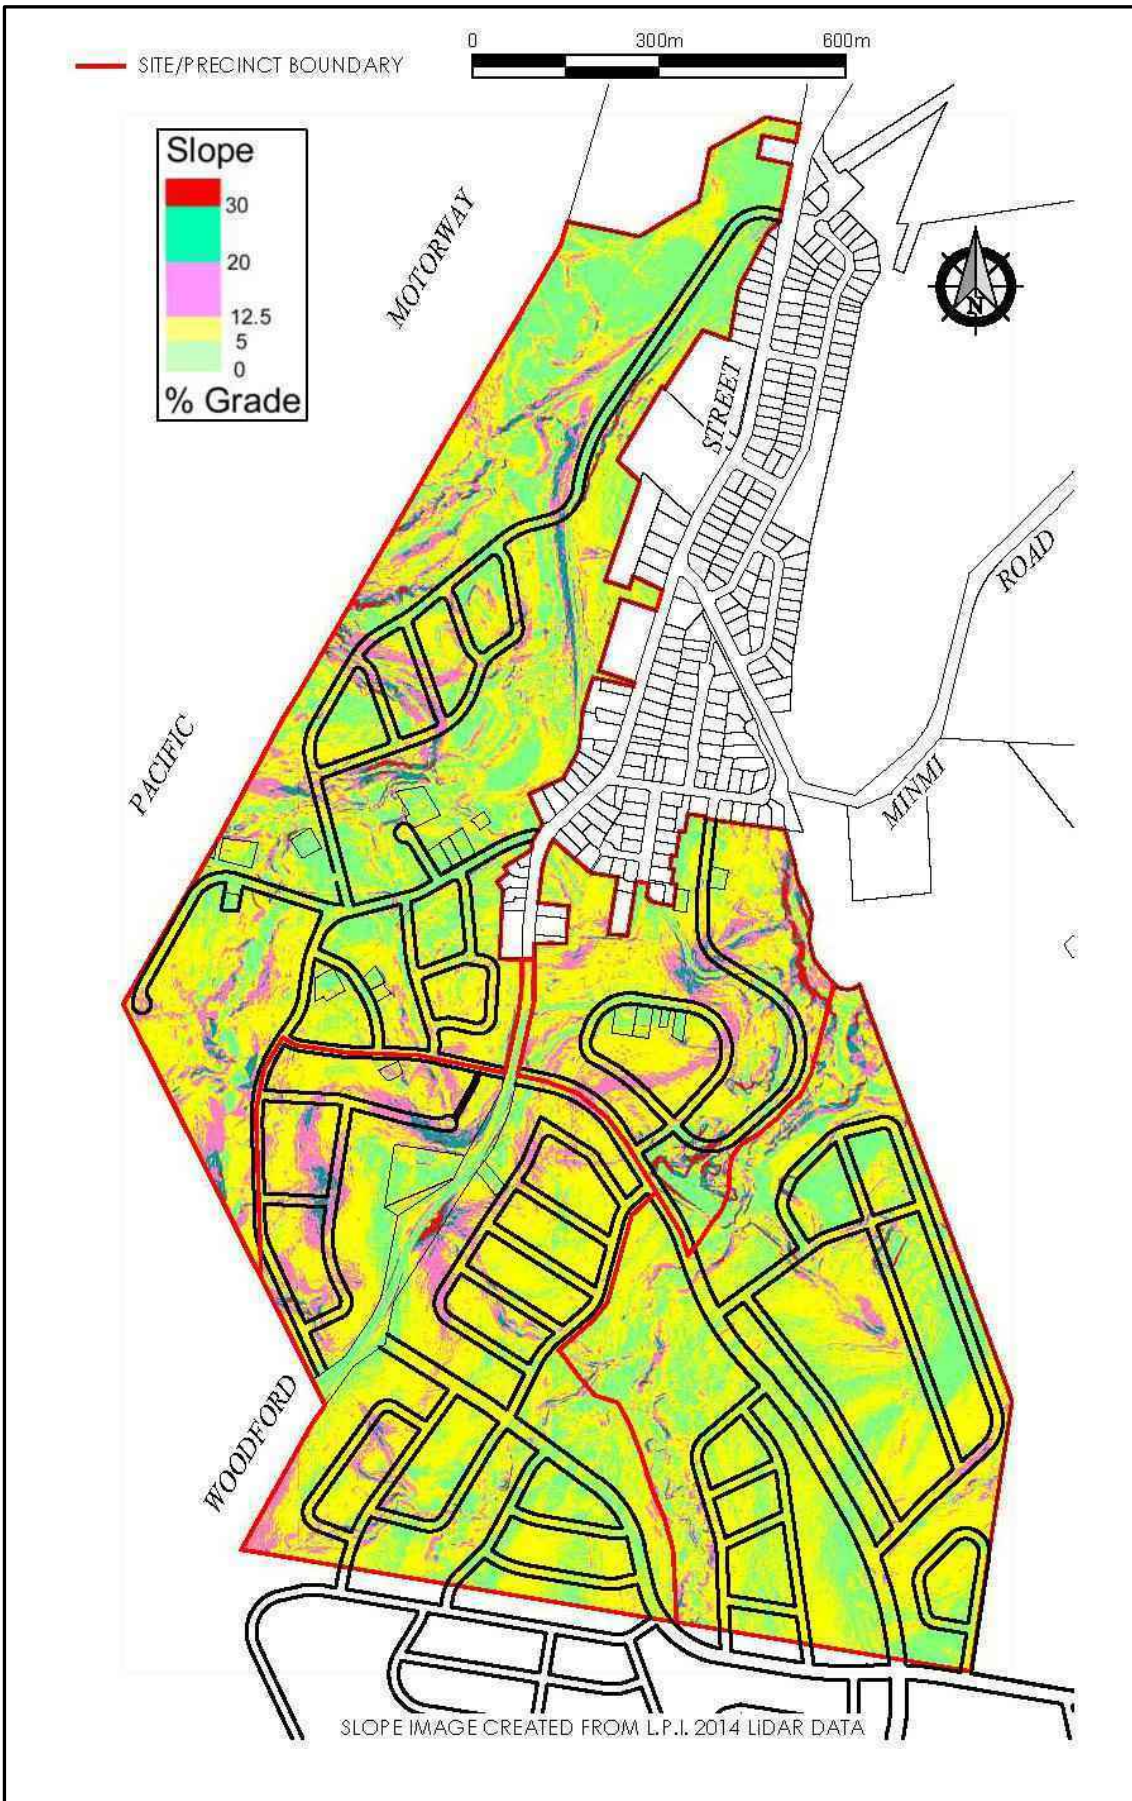 0 300m 600m
SITE/PRECINCT BOUNDARY
Slope
30
20
12.5
5
0
% Grade
MOTORWAY
N
STREET
ROAD
PACIFIC
MINMI
WOODFORD
SLOPE IMAGE CREATED FROM L.P.I. 2014 LiDAR DATA